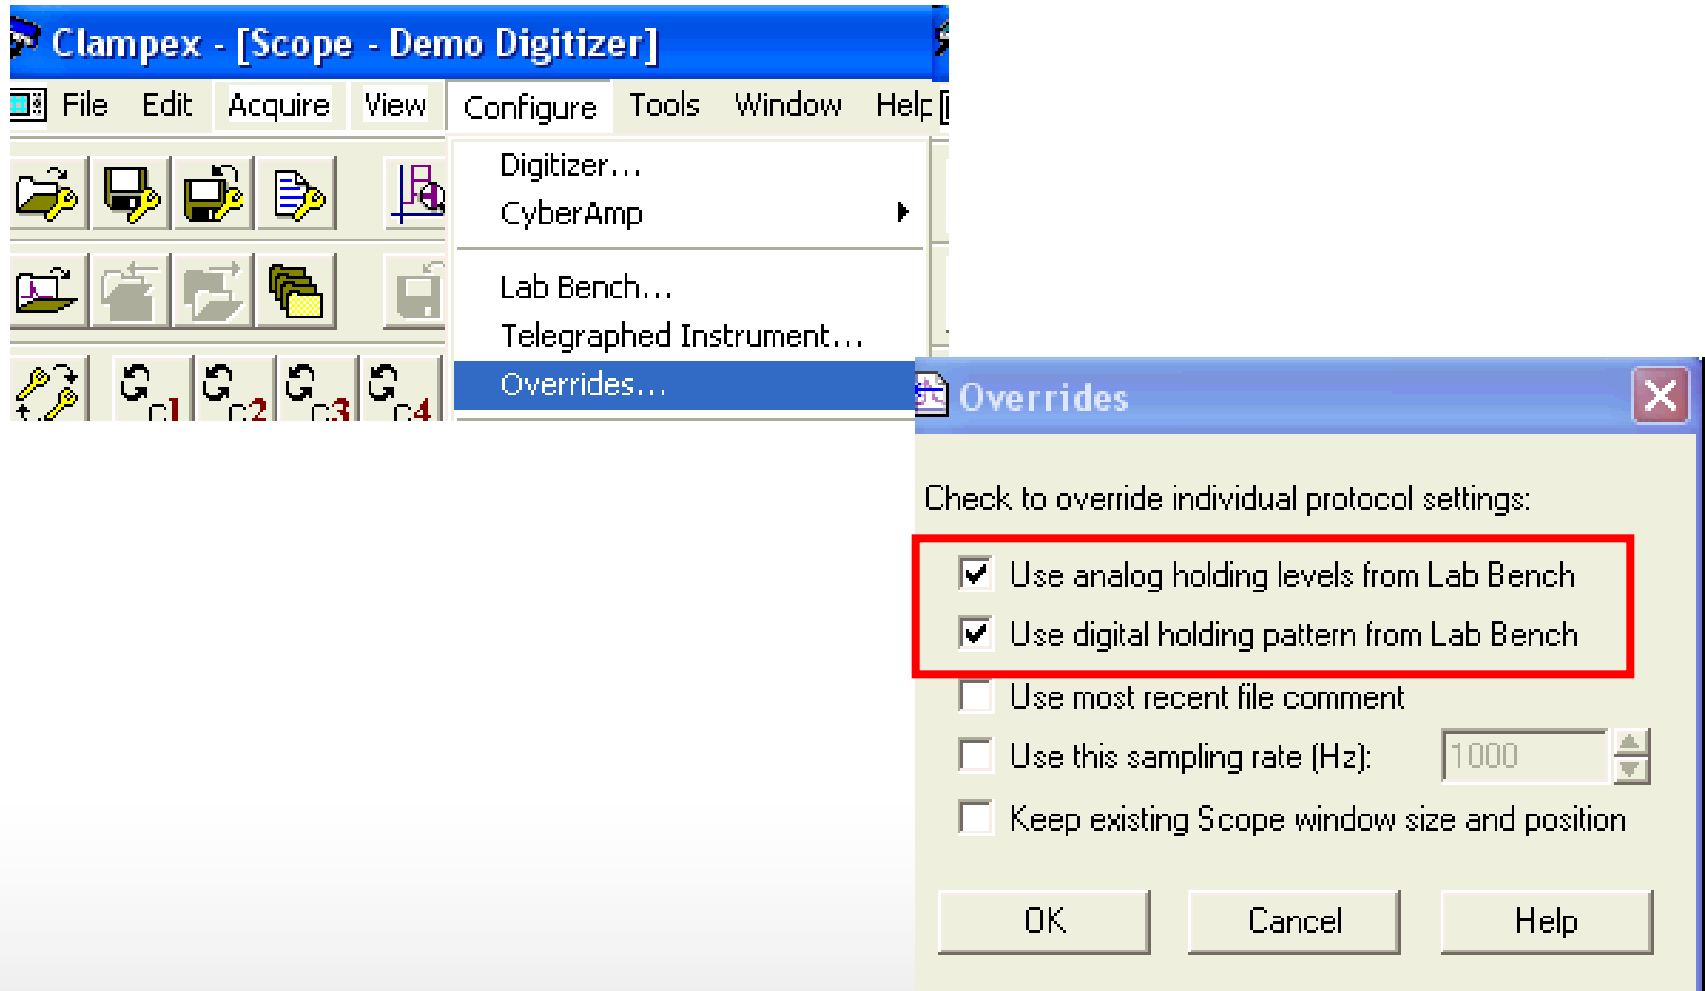 Clampex - [Scope - Demo Digitizer]
File Edit Acquire View Configure Tools Window Help
Digitizer...
CyberAmp
Lab Bench...
Telegraphed Instrument...
Overrides...
C1 C2 C3 C4
Overrides
Check to override individual protocol settings:
Use analog holding levels from Lab Bench
Use digital holding pattern from Lab Bench
Use most recent file comment
Use this sampling rate (Hz): 1000
Keep existing Scope window size and position
OK Cancel Help